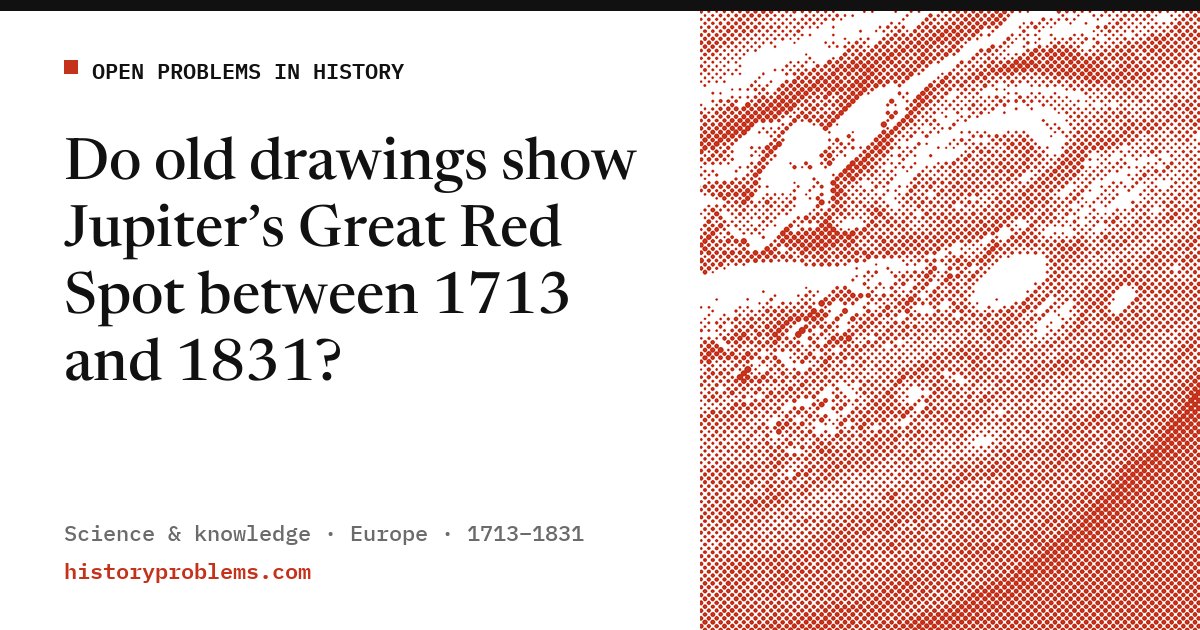 OPEN PROBLEMS IN HISTORY
Do old drawings show
Jupiter’s Great Red
Spot between 1713
and 1831?
Science & knowledge · Europe · 1713–1831
historyproblems.com